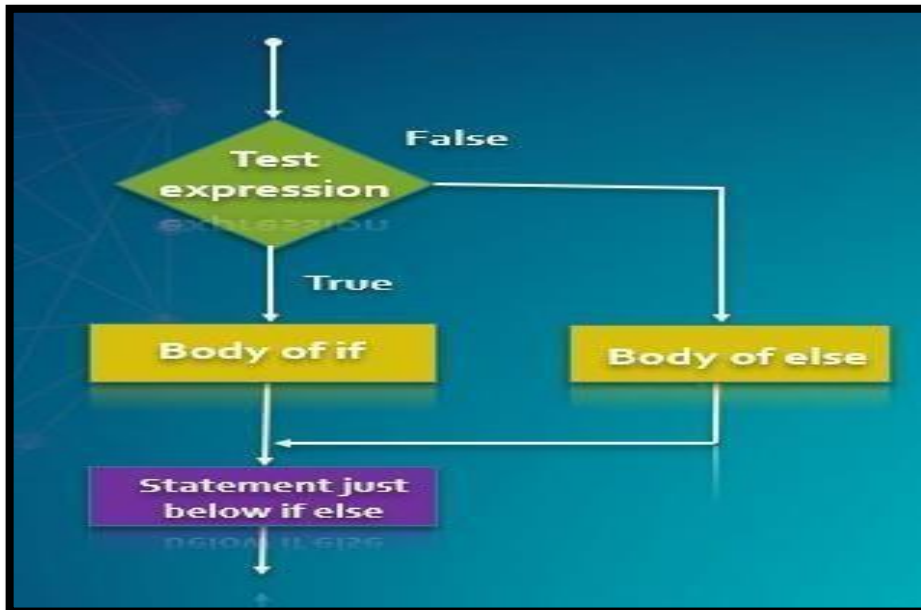 False
Test
expression
True
Body of if
Body of else
Statement just
below if else